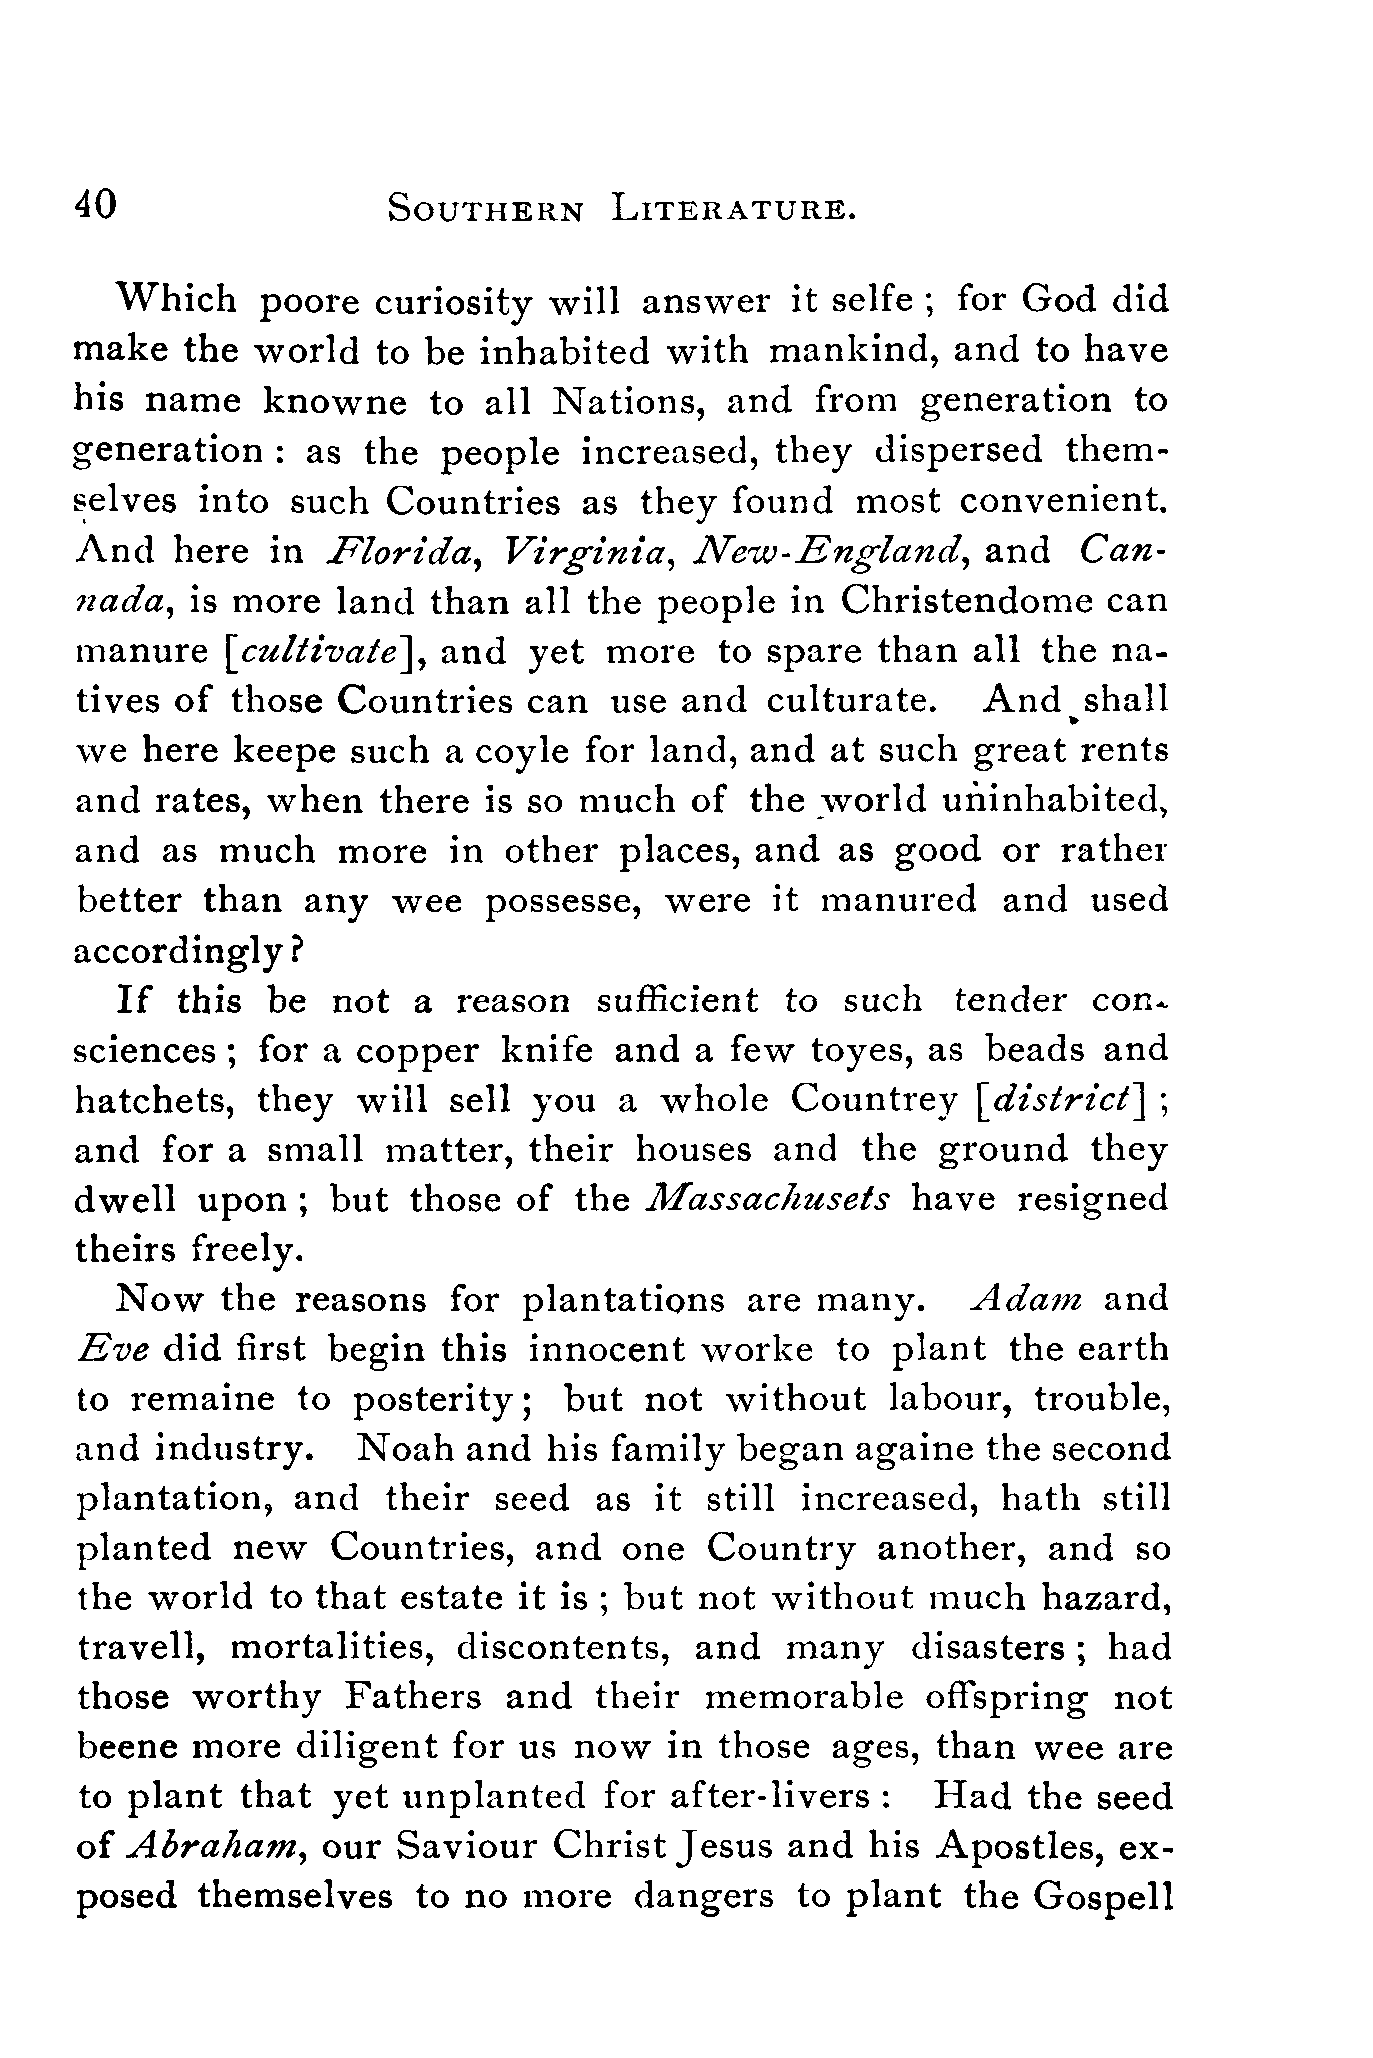 40 SOUTHERN LITERATURE.
Which poore curiosity will answer it selfe ; for God did
make the world to be inhabited with mankind, and to have
his name knowne to all Nations, and from generation to
generation : as the people increased, they dispersed them-
selves into such Countries as they found most convenient.
And here in Florida, Virginia, New-England, and Can-
nada, is more land than all the people in Christendome can
manure [cultivate], and yet more to spare than all the na-
tives of those Countries can use and culturate. And shall
we here keepe such a coyle for land, and at such great rents
and rates, when there is so much of the world uninhabited,
and as much more in other places, and as good or rather
better than any wee possesse, were it manured and used
accordingly?
If this be not a reason sufficient to such tender con-
sciences ; for a copper knife and a few toyes, as beads and
hatchets, they will sell you a whole Countrey [district] ;
and for a small matter, their houses and the ground they
dwell upon ; but those of the Massachusets have resigned
theirs freely.
Now the reasons for plantations are many. Adam and
Eve did first begin this innocent worke to plant the earth
to remaine to posterity ; but not without labour, trouble,
and industry. Noah and his family began againe the second
plantation, and their seed as it still increased, hath still
planted new Countries, and one Country another, and so
the world to that estate it is ; but not without much hazard,
travell, mortalities, discontents, and many disasters ; had
those worthy Fathers and their memorable offspring not
beene more diligent for us now in those ages, than wee are
to plant that yet unplanted for after-livers : Had the seed
of Abraham, our Saviour Christ Jesus and his Apostles, ex-
posed themselves to no more dangers to plant the Gospell